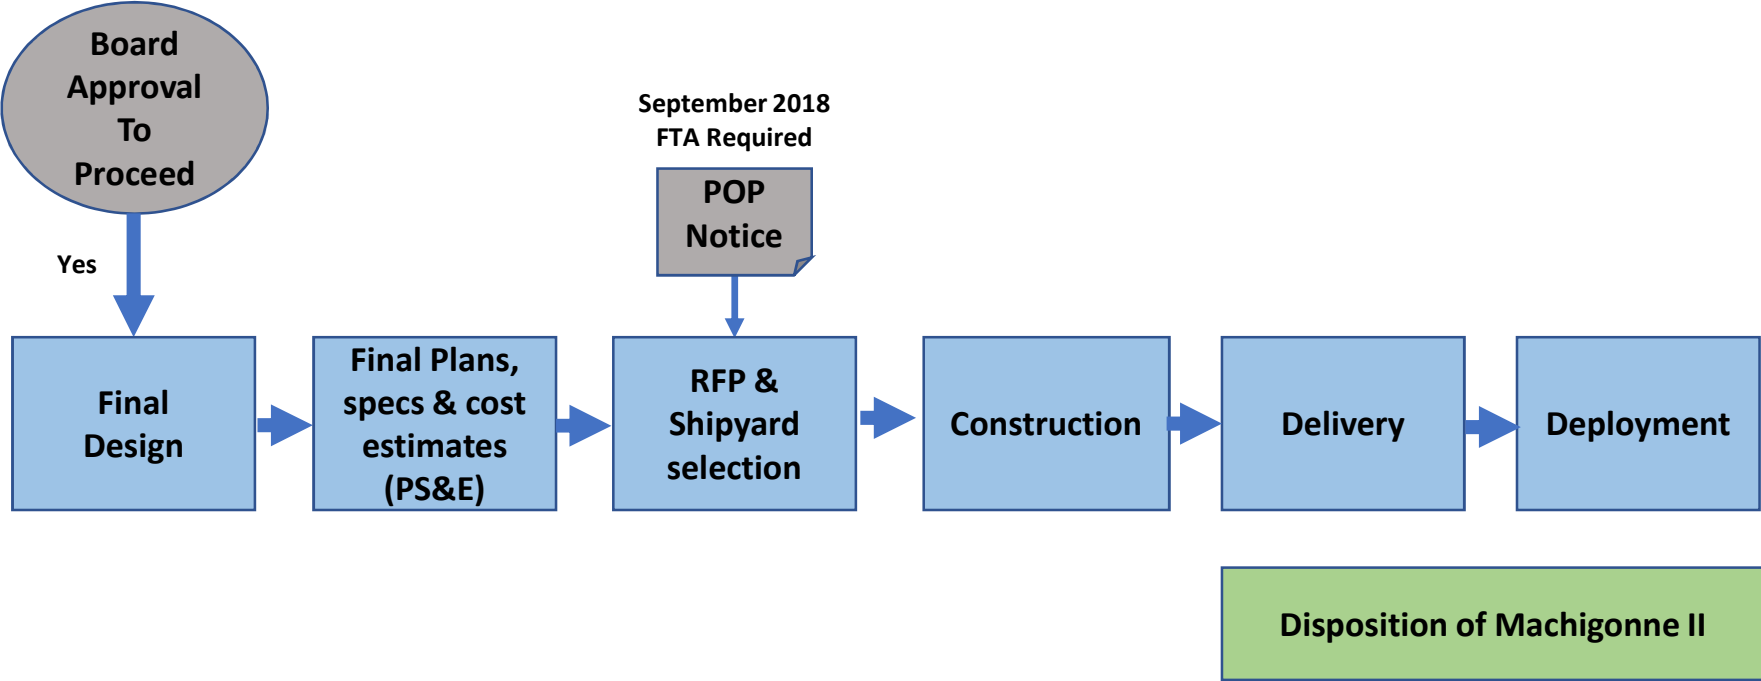 Board
Approval
To
Proceed
September 2018
FTA Required
POP
Notice
Yes
Final
Design
Final Plans,
specs & cost
estimates
(PS&E)
RFP &
Shipyard
selection
Construction
Delivery
Deployment
Disposition of Machigonne II